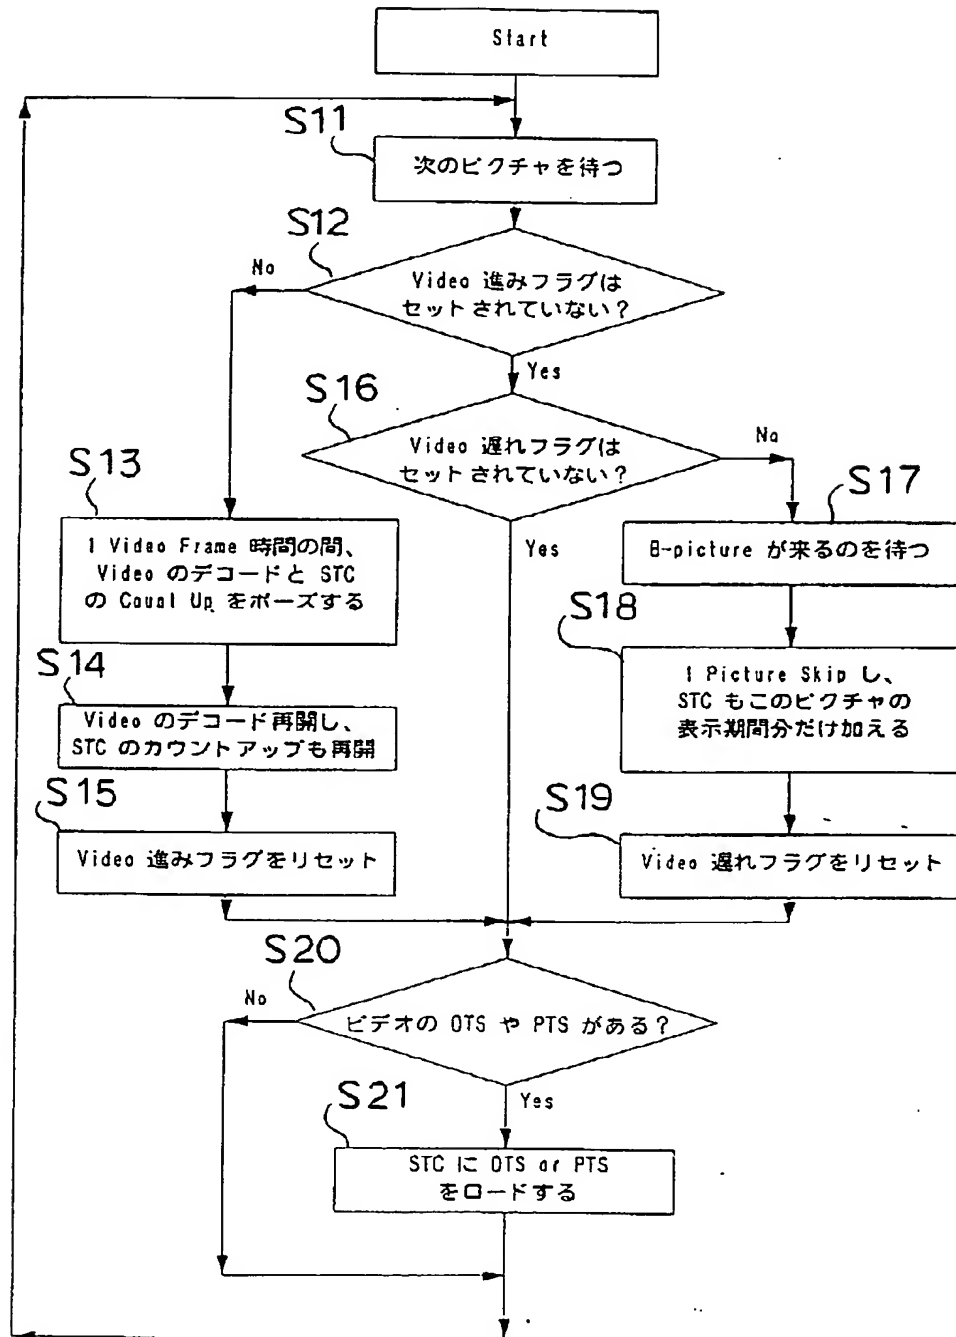 Start
S11
次のピクチャを待つ
S12
No
Video 進みフラグは
セットされていない？
Yes
S16
Video 遅れフラグは
セットされていない？
No
S13
S17
1 Video Frame 時間の間、
Video のデコードと STC
の Count Up をポーズする
Yes
B-picture が来るのを待つ
S18
S14
1 Picture Skip し、
STC もこのピクチャの
表示期間分だけ加える
Video のデコード再開し、
STC のカウントアップも再開
S15
S19
Video 進みフラグをリセット
Video 遅れフラグをリセット
S20
No
ビデオの DTS や PTS がある？
Yes
S21
STC に DTS or PTS
をロードする